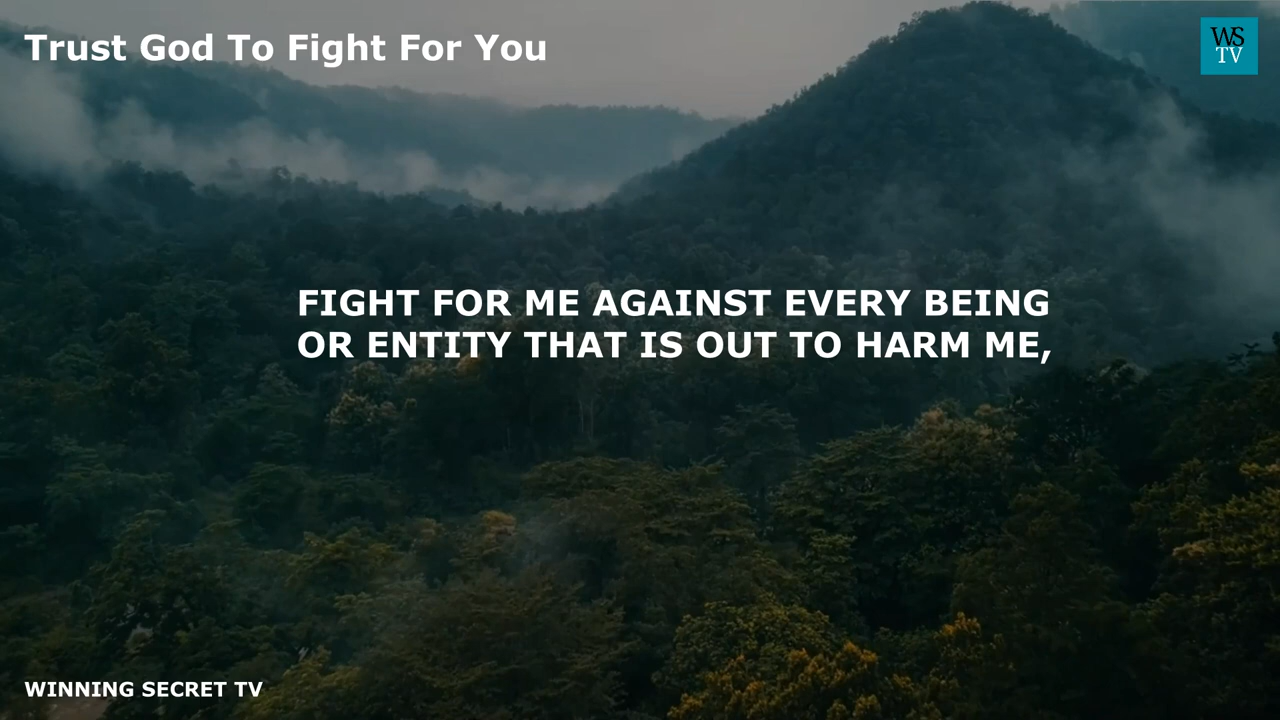 Trust God To Fight For You
WS
TV
FIGHT FOR ME AGAINST EVERY BEING
OR ENTITY THAT IS OUT TO HARM ME,
WINNING SECRET TV